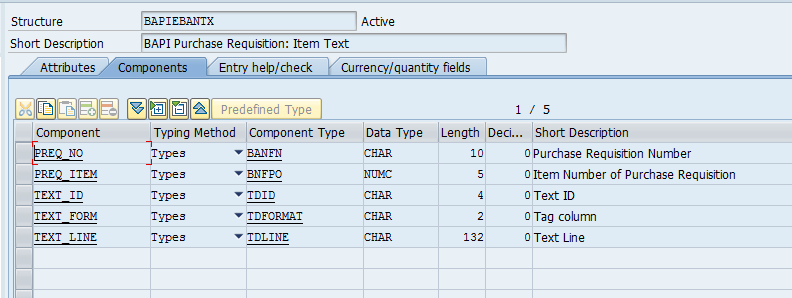 Structure BAPIEBANTX Active
Short Description BAPI Purchase Requisition: Item Text
Attributes Components Entry help/check Currency/quantity fields
Predefined Type 1 / 5
Component Typing Method Component Type Data Type Length Deci... Short Description
PREQ_NO Types BANFN CHAR 10 0 Purchase Requisition Number
PREQ_ITEM Types BNFPO NUMC 5 0 Item Number of Purchase Requisition
TEXT_ID Types TDID CHAR 4 0 Text ID
TEXT_FORM Types TDFORMAT CHAR 2 0 Tag column
TEXT_LINE Types TDLINE CHAR 132 0 Text Line